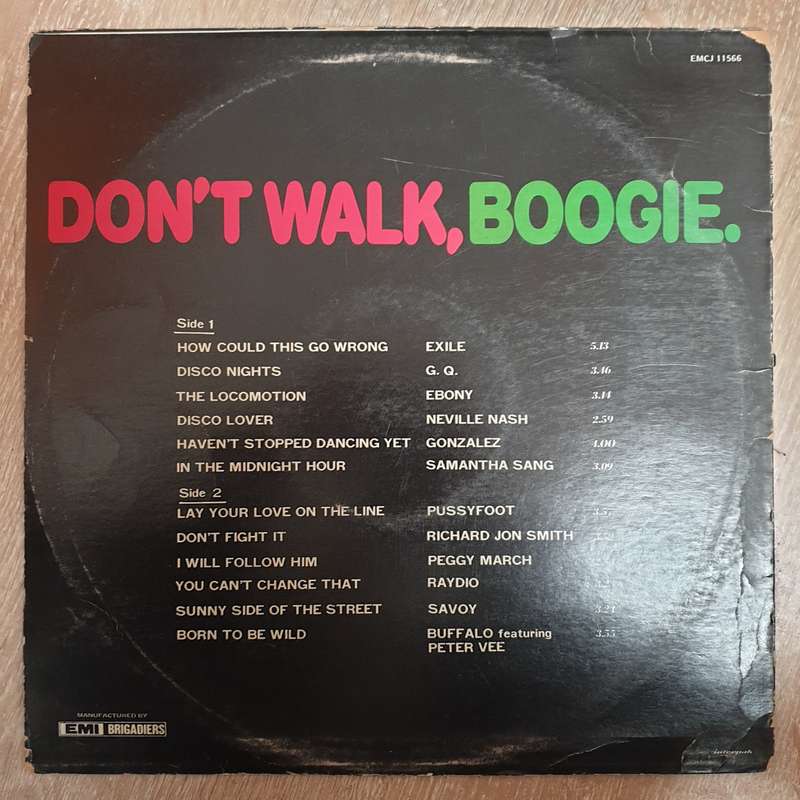 EMCJ 11566
DON'T WALK, BOOGIE.
Side 1
HOW COULD THIS GO WRONG EXILE 5.13
DISCO NIGHTS G. Q. 3.46
THE LOCOMOTION EBONY 3.14
DISCO LOVER NEVILLE NASH 2.59
HAVEN'T STOPPED DANCING YET GONZALEZ 4.00
IN THE MIDNIGHT HOUR SAMANTHA SANG 3.09
Side 2
LAY YOUR LOVE ON THE LINE PUSSYFOOT
DON'T FIGHT IT RICHARD JON SMITH
I WILL FOLLOW HIM PEGGY MARCH
YOU CAN'T CHANGE THAT RAYDIO
SUNNY SIDE OF THE STREET SAVOY 3.24
BORN TO BE WILD BUFFALO featuring 3.55
PETER VEE
MANUFACTURED BY
EMI BRIGADIERS
interpak